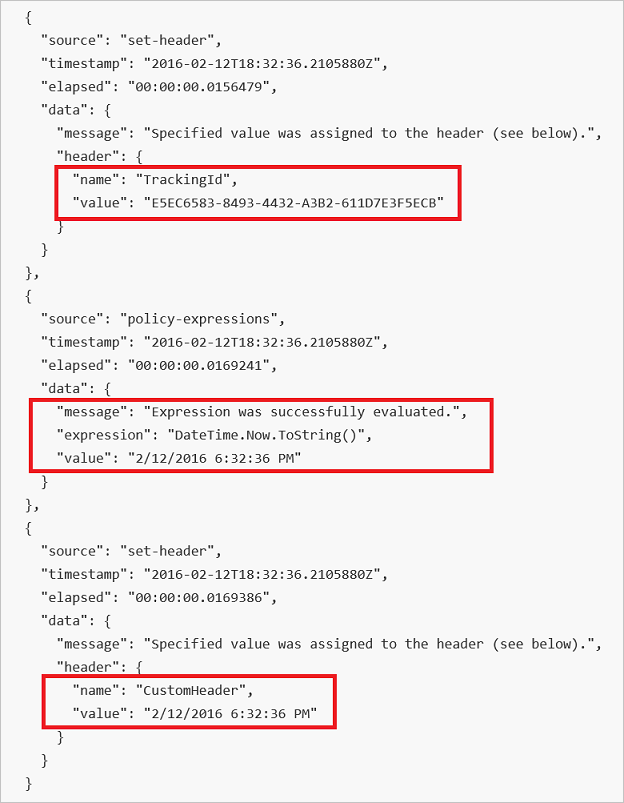 {
"source": "set-header",
"timestamp": "2016-02-12T18:32:36.2105880Z",
"elapsed": "00:00:00.0156479",
"data": {
"message": "Specified value was assigned to the header (see below).",
"header": {
"name": "TrackingId",
"value": "E5EC6583-8493-4432-A3B2-611D7E3F5ECB"
}
}
},
{
"source": "policy-expressions",
"timestamp": "2016-02-12T18:32:36.2105880Z",
"elapsed": "00:00:00.0169241",
"data": {
"message": "Expression was successfully evaluated.",
"expression": "DateTime.Now.ToString()",
"value": "2/12/2016 6:32:36 PM"
}
},
{
"source": "set-header",
"timestamp": "2016-02-12T18:32:36.2105880Z",
"elapsed": "00:00:00.0169386",
"data": {
"message": "Specified value was assigned to the header (see below).",
"header": {
"name": "CustomHeader",
"value": "2/12/2016 6:32:36 PM"
}
}
}